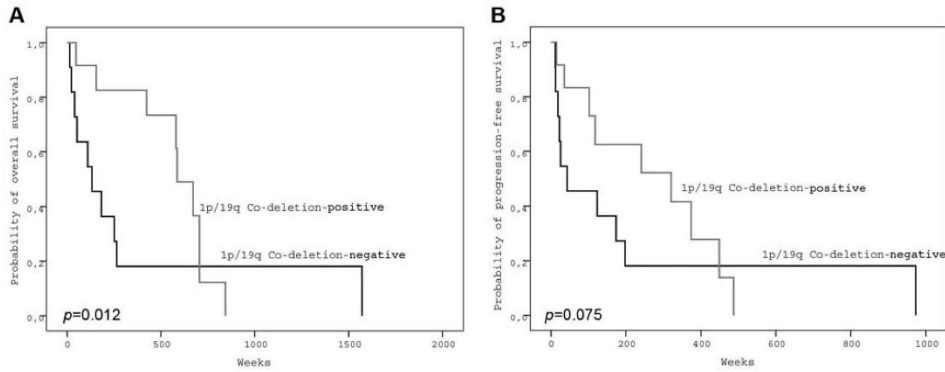 A
Probability of overall survival
1,0
0,8
0,6
0,4
0,2
0,0
1p/19q Co-deletion-positive
1p/19q Co-deletion-negative
p=0.012
0
500
1000
1500
2000
Weeks
B
Probability of progression-free survival
1,0
0,8
0,6
0,4
0,2
0,0
1p/19q Co-deletion-positive
1p/19q Co-deletion-negative
p=0.075
0
200
400
600
800
1000
Weeks